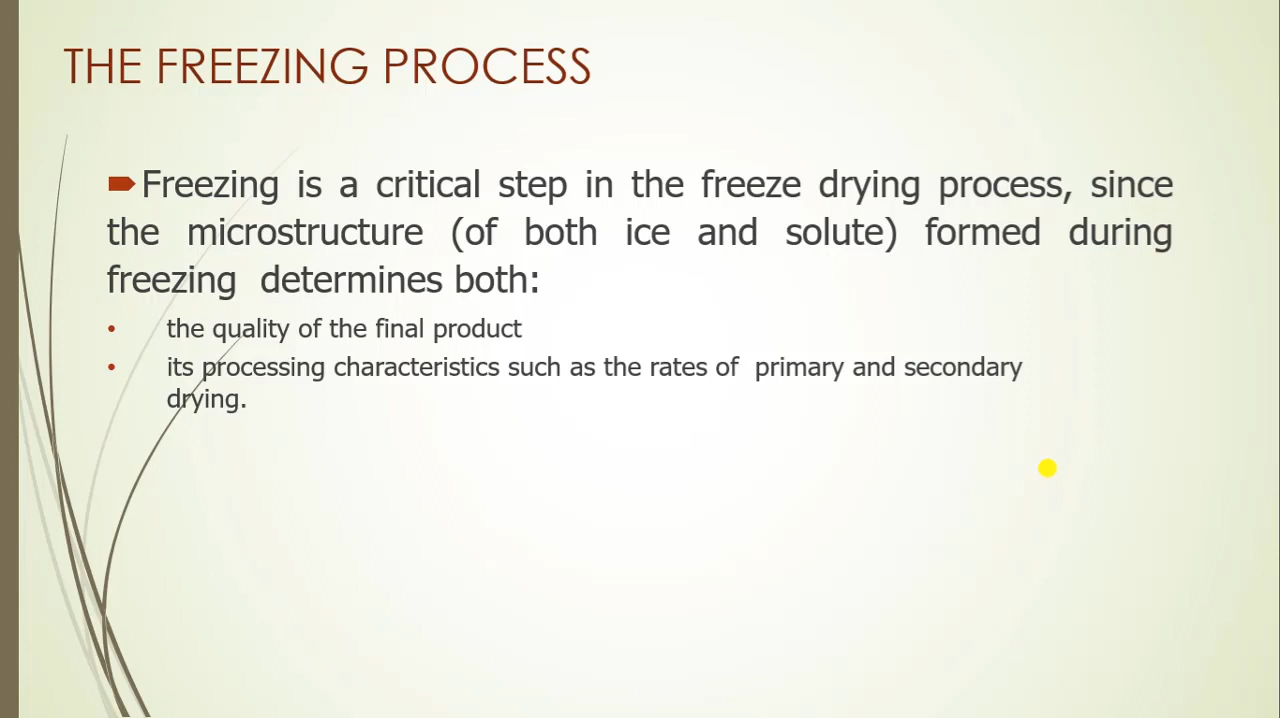 THE FREEZING PROCESS
Freezing is a critical step in the freeze drying process, since
the microstructure (of both ice and solute) formed during
freezing determines both:
• the quality of the final product
• its processing characteristics such as the rates of primary and secondary
drying.